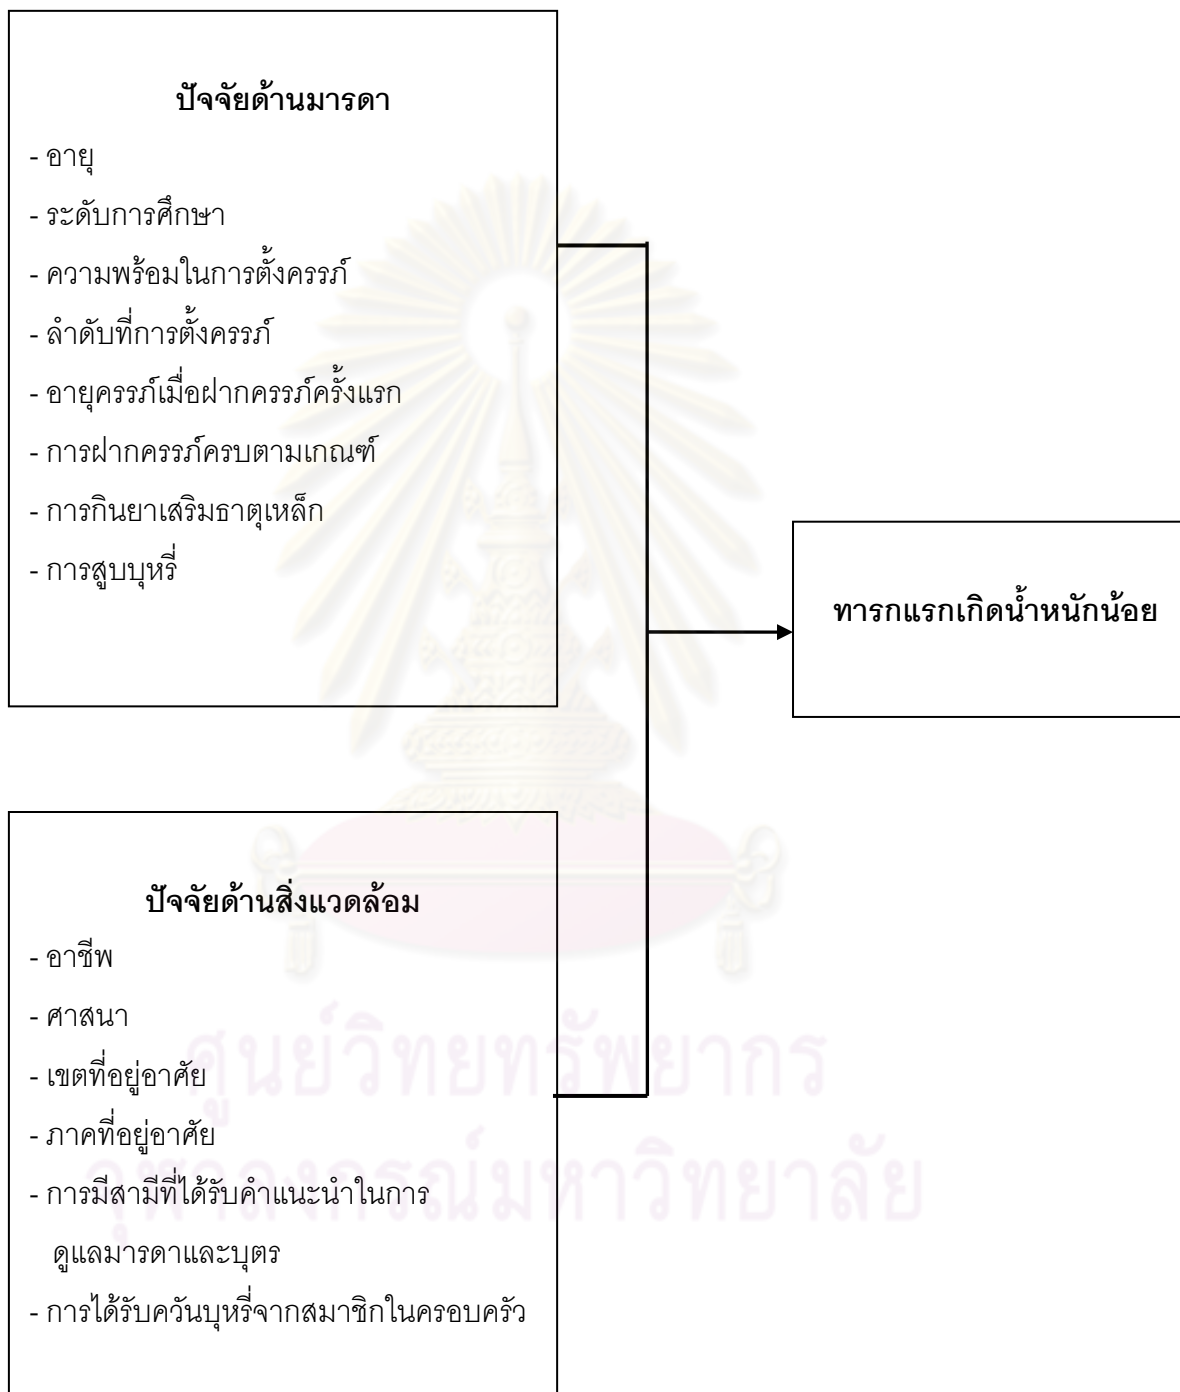 ปัจจัยด้านมารดา
- อายุ
- ระดับการศึกษา
- ความพร้อมในการตั้งครรภ์
- ลำดับที่การตั้งครรภ์
- อายุครรภ์เมื่อฝากครรภ์ครั้งแรก
- การฝากครรภ์ครบตามเกณฑ์
- การกินยาเสริมธาตุเหล็ก
- การสูบบุหรี่
ทารกแรกเกิดน้ำหนักน้อย
ปัจจัยด้านสิ่งแวดล้อม
- อาชีพ
- ศาสนา
- เขตที่อยู่อาศัย
- ภาคที่อยู่อาศัย
- การมีสามีที่ได้รับคำแนะนำในการ
ดูแลมารดาและบุตร
- การได้รับควันบุหรี่จากสมาชิกในครอบครัว
ศูนย์วิทยทรัพยากร
จุฬาลงกรณ์มหาวิทยาลัย